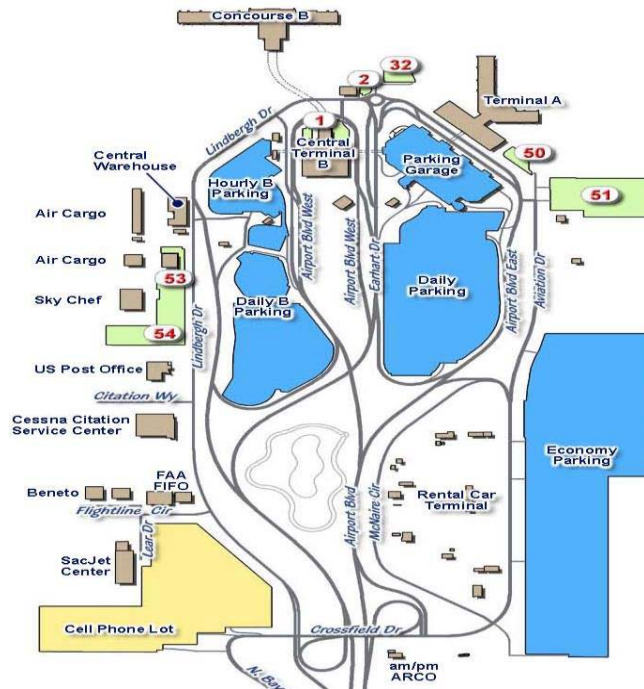 Concourse B
32
2
Terminal A
Lindbergh Dr
1
Central
Terminal
B
Central
Warehouse
Parking
Garage
50
Hourly B
Parking
51
Air Cargo
Airport Blvd West
Airport Blvd West
Earhart Dr
Airport Blvd East
Aviation Dr
Air Cargo
53
Daily B
Parking
Daily
Parking
Sky Chef
Lindbergh Dr
54
US Post Office
Citation Wy
Cessna Citation
Service Center
Economy
Parking
FAA
FIFO
Beneto
Flightline Cir
Airport Blvd
McNaire Cir
Rental Car
Terminal
Lear Dr
SacJet
Center
Cell Phone Lot
Crossfield Dr
am/pm
ARCO
N. Bay